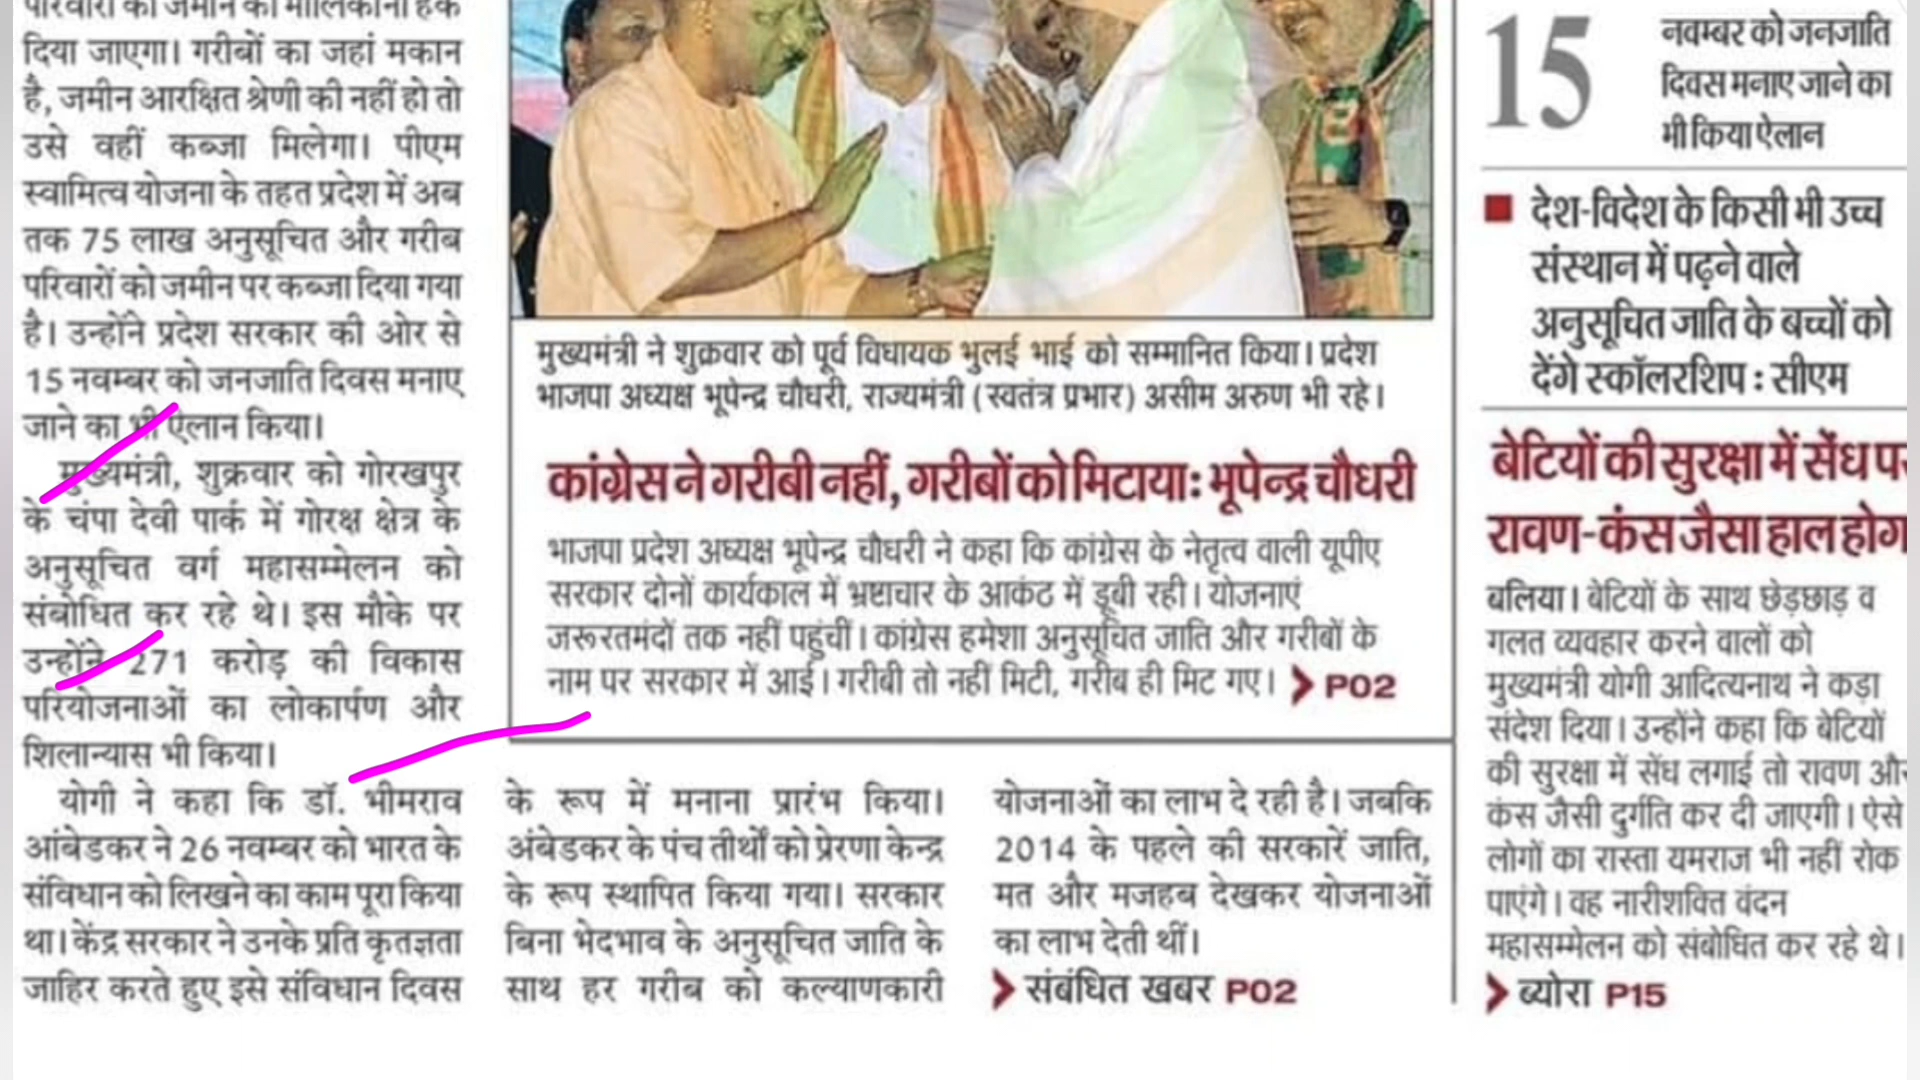 परिवारों को जमीन का मालिकाना हक
दिया जाएगा। गरीबों का जहां मकान
है, जमीन आरक्षित श्रेणी की नहीं हो तो
उसे वहीं कब्जा मिलेगा। पीएम
स्वामित्व योजना के तहत प्रदेश में अब
तक 75 लाख अनुसूचित और गरीब
परिवारों को जमीन पर कब्जा दिया गया
है। उन्होंने प्रदेश सरकार की ओर से
15 नवम्बर को जनजाति दिवस मनाए
जाने का भी ऐलान किया।
मुख्यमंत्री, शुक्रवार को गोरखपुर
के चंपा देवी पार्क में गोरक्ष क्षेत्र के
अनुसूचित वर्ग महासम्मेलन को
संबोधित कर रहे थे। इस मौके पर
उन्होंने 271 करोड़ की विकास
परियोजनाओं का लोकार्पण और
शिलान्यास भी किया।
योगी ने कहा कि डॉ. भीमराव
आंबेडकर ने 26 नवम्बर को भारत के
संविधान को लिखने का काम पूरा किया
था। केंद्र सरकार ने उनके प्रति कृतज्ञता
जाहिर करते हुए इसे संविधान दिवस
मुख्यमंत्री ने शुक्रवार को पूर्व विधायक भुलई भाई को सम्मानित किया। प्रदेश
भाजपा अध्यक्ष भूपेन्द्र चौधरी, राज्यमंत्री (स्वतंत्र प्रभार) असीम अरुण भी रहे।
कांग्रेस ने गरीबी नहीं, गरीबों को मिटाया: भूपेन्द्र चौधरी
भाजपा प्रदेश अध्यक्ष भूपेन्द्र चौधरी ने कहा कि कांग्रेस के नेतृत्व वाली यूपीए
सरकार दोनों कार्यकाल में भ्रष्टाचार के आकंठ में डूबी रही। योजनाएं
जरूरतमंदों तक नहीं पहुंचीं। कांग्रेस हमेशा अनुसूचित जाति और गरीबों के
नाम पर सरकार में आई। गरीबी तो नहीं मिटी, गरीब ही मिट गए। P02
के रूप में मनाना प्रारंभ किया।
अंबेडकर के पंच तीर्थों को प्रेरणा केन्द्र
के रूप स्थापित किया गया। सरकार
बिना भेदभाव के अनुसूचित जाति के
साथ हर गरीब को कल्याणकारी
योजनाओं का लाभ दे रही है। जबकि
2014 के पहले की सरकारें जाति,
मत और मजहब देखकर योजनाओं
का लाभ देती थीं।
संबंधित खबर P02
15 नवम्बर को जनजाति
दिवस मनाए जाने का
भी किया ऐलान
देश-विदेश के किसी भी उच्च
संस्थान में पढ़ने वाले
अनुसूचित जाति के बच्चों को
देंगे स्कॉलरशिप : सीएम
बेटियों की सुरक्षा में सेंध पर
रावण-कंस जैसा हाल होगा
बलिया। बेटियों के साथ छेड़छाड़ व
गलत व्यवहार करने वालों को
मुख्यमंत्री योगी आदित्यनाथ ने कड़ा
संदेश दिया। उन्होंने कहा कि बेटियों
की सुरक्षा में सेंध लगाई तो रावण और
कंस जैसी दुर्गति कर दी जाएगी। ऐसे
लोगों का रास्ता यमराज भी नहीं रोक
पाएंगे। वह नारीशक्ति वंदन
महासम्मेलन को संबोधित कर रहे थे।
ब्योरा P15